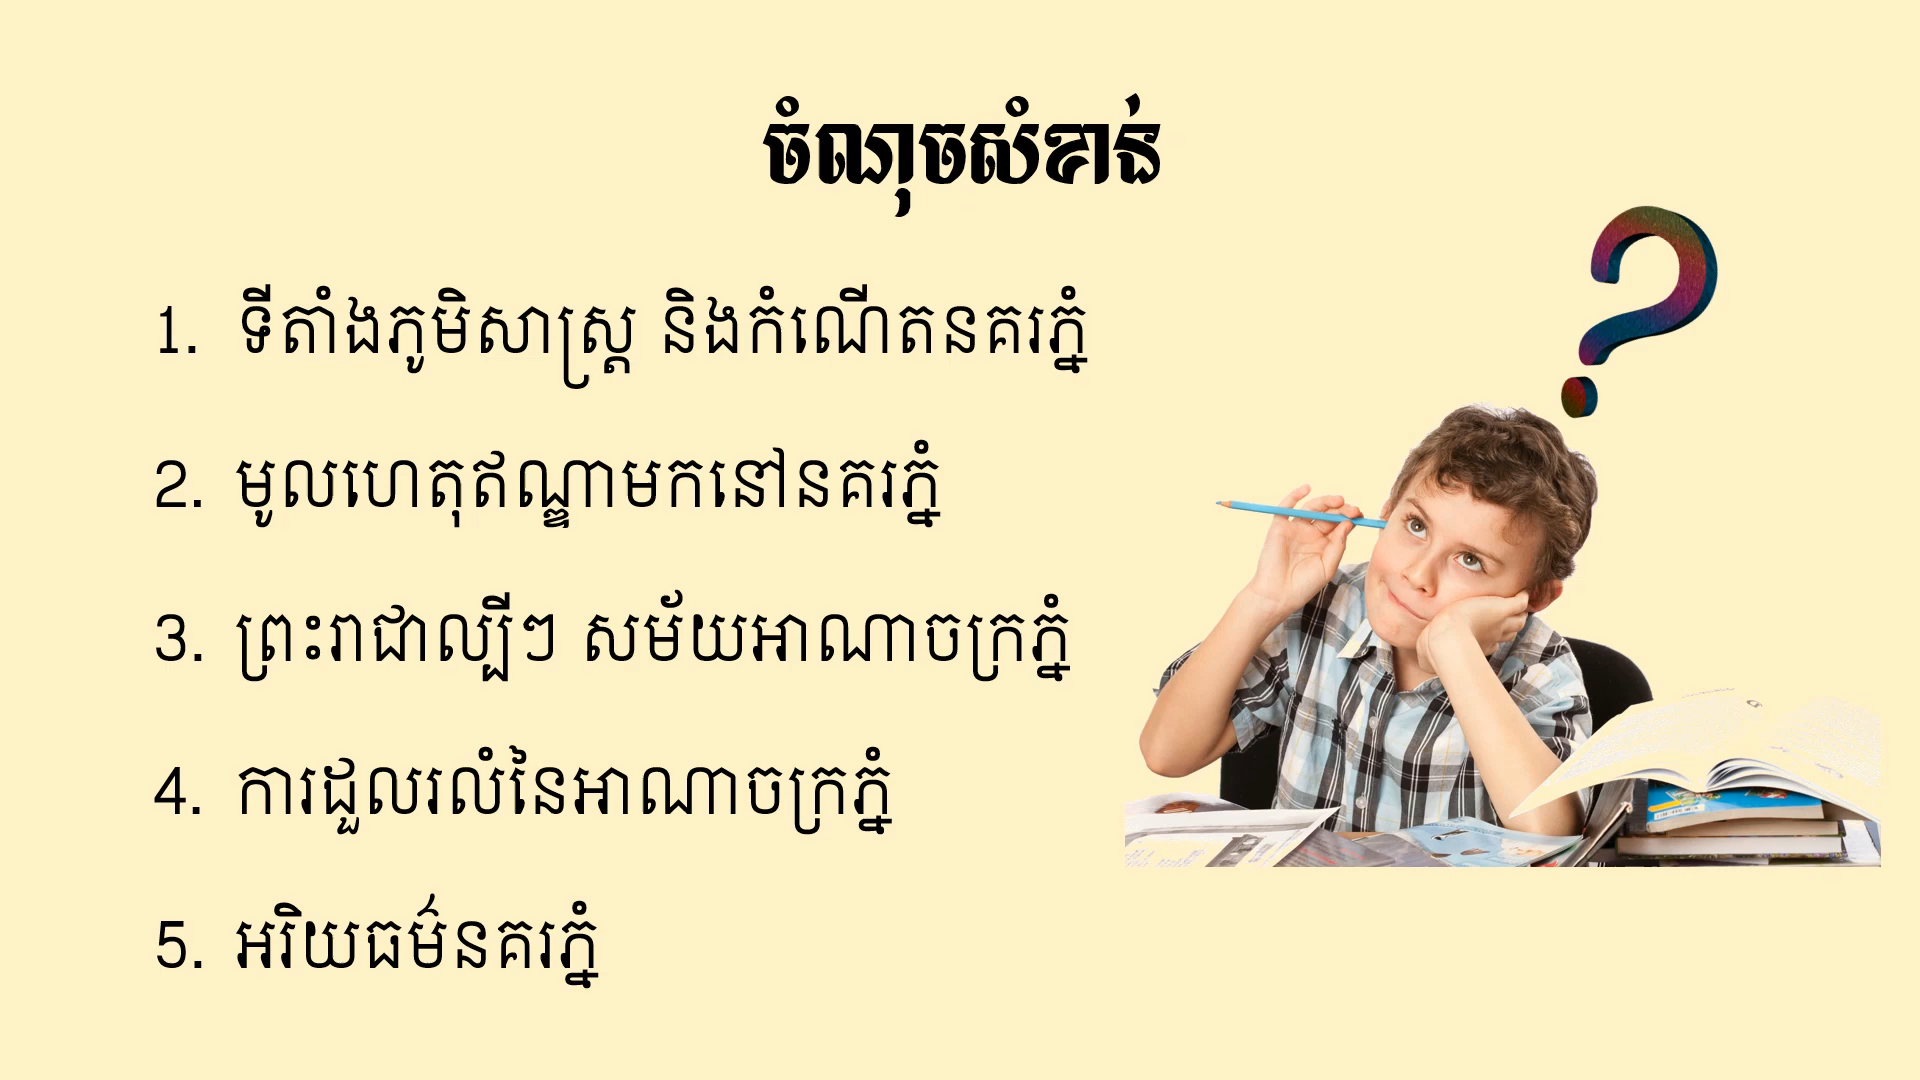 ចំណុចសំខាន់
1. ទីតាំងភូមិសាស្ត្រ និងកំណើតនគរភ្នំ
2. មូលហេតុឥណ្ឌាមកនៅនគរភ្នំ
3. ព្រះរាជាល្បីៗ សម័យអាណាចក្រភ្នំ
4. ការដួលរលំនៃអាណាចក្រភ្នំ
5. អរិយធម៌នគរភ្នំ